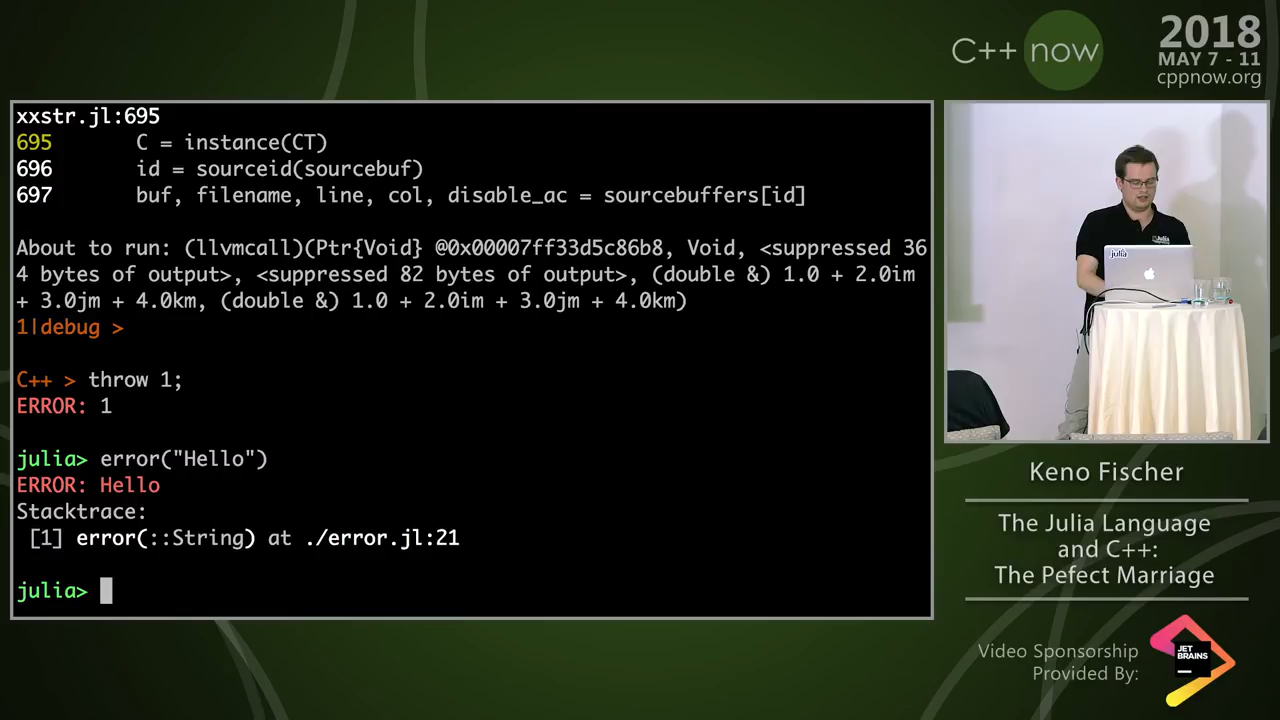 C++ now
2018
MAY 7 - 11
cppnow.org
xxstr.jl:695
695 C = instance(CT)
696 id = sourceid(sourcebuf)
697 buf, filename, line, col, disable_ac = sourcebuffers[id]
About to run: (llvmcall)(Ptr{Void} @0x00007ff33d5c86b8, Void, <suppressed 36
4 bytes of output>, <suppressed 82 bytes of output>, (double &) 1.0 + 2.0im
+ 3.0jm + 4.0km, (double &) 1.0 + 2.0im + 3.0jm + 4.0km)
1|debug >
C++ > throw 1;
ERROR: 1
julia> error("Hello")
ERROR: Hello
Stacktrace:
[1] error(::String) at ./error.jl:21
julia>
julia
Julia
Keno Fischer
The Julia Language
and C++:
The Pefect Marriage
Video Sponsorship
Provided By:
JET
BRAINS